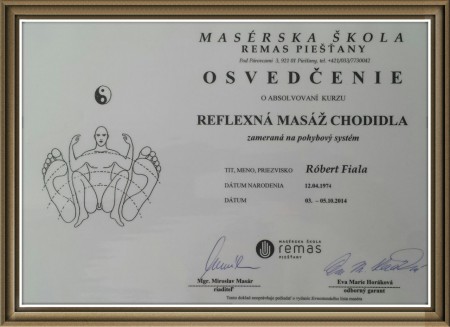 MASÉRSKA ŠKOLA
REMAS PIEŠŤANY
OSVEDČENIE
O ABSOLVOVANÍ KURZU
REFLEXNÁ MASÁŽ CHODIDLA
zameraná na pohybový systém
TIT, MENO, PRIEZVISKO Róbert Fiala
DÁTUM NARODENIA 12.04.1974
DÁTUM 03. - 05.10.2014
MASÉRSKA ŠKOLA
remas
PIEŠŤANY
Mgr. Miroslav Masár
riaditeľ
Eva Marie Horáková
odborný garant